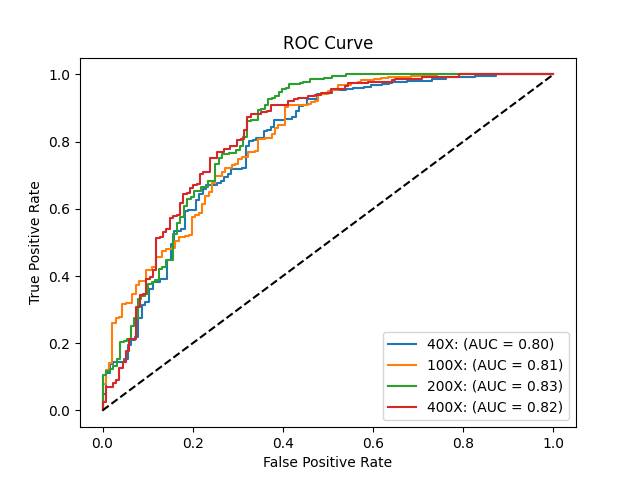 ROC Curve
True Positive Rate
1.0
0.8
0.6
0.4
0.2
0.0
0.0 0.2 0.4 0.6 0.8 1.0
False Positive Rate
40X: (AUC = 0.80)
100X: (AUC = 0.81)
200X: (AUC = 0.83)
400X: (AUC = 0.82)